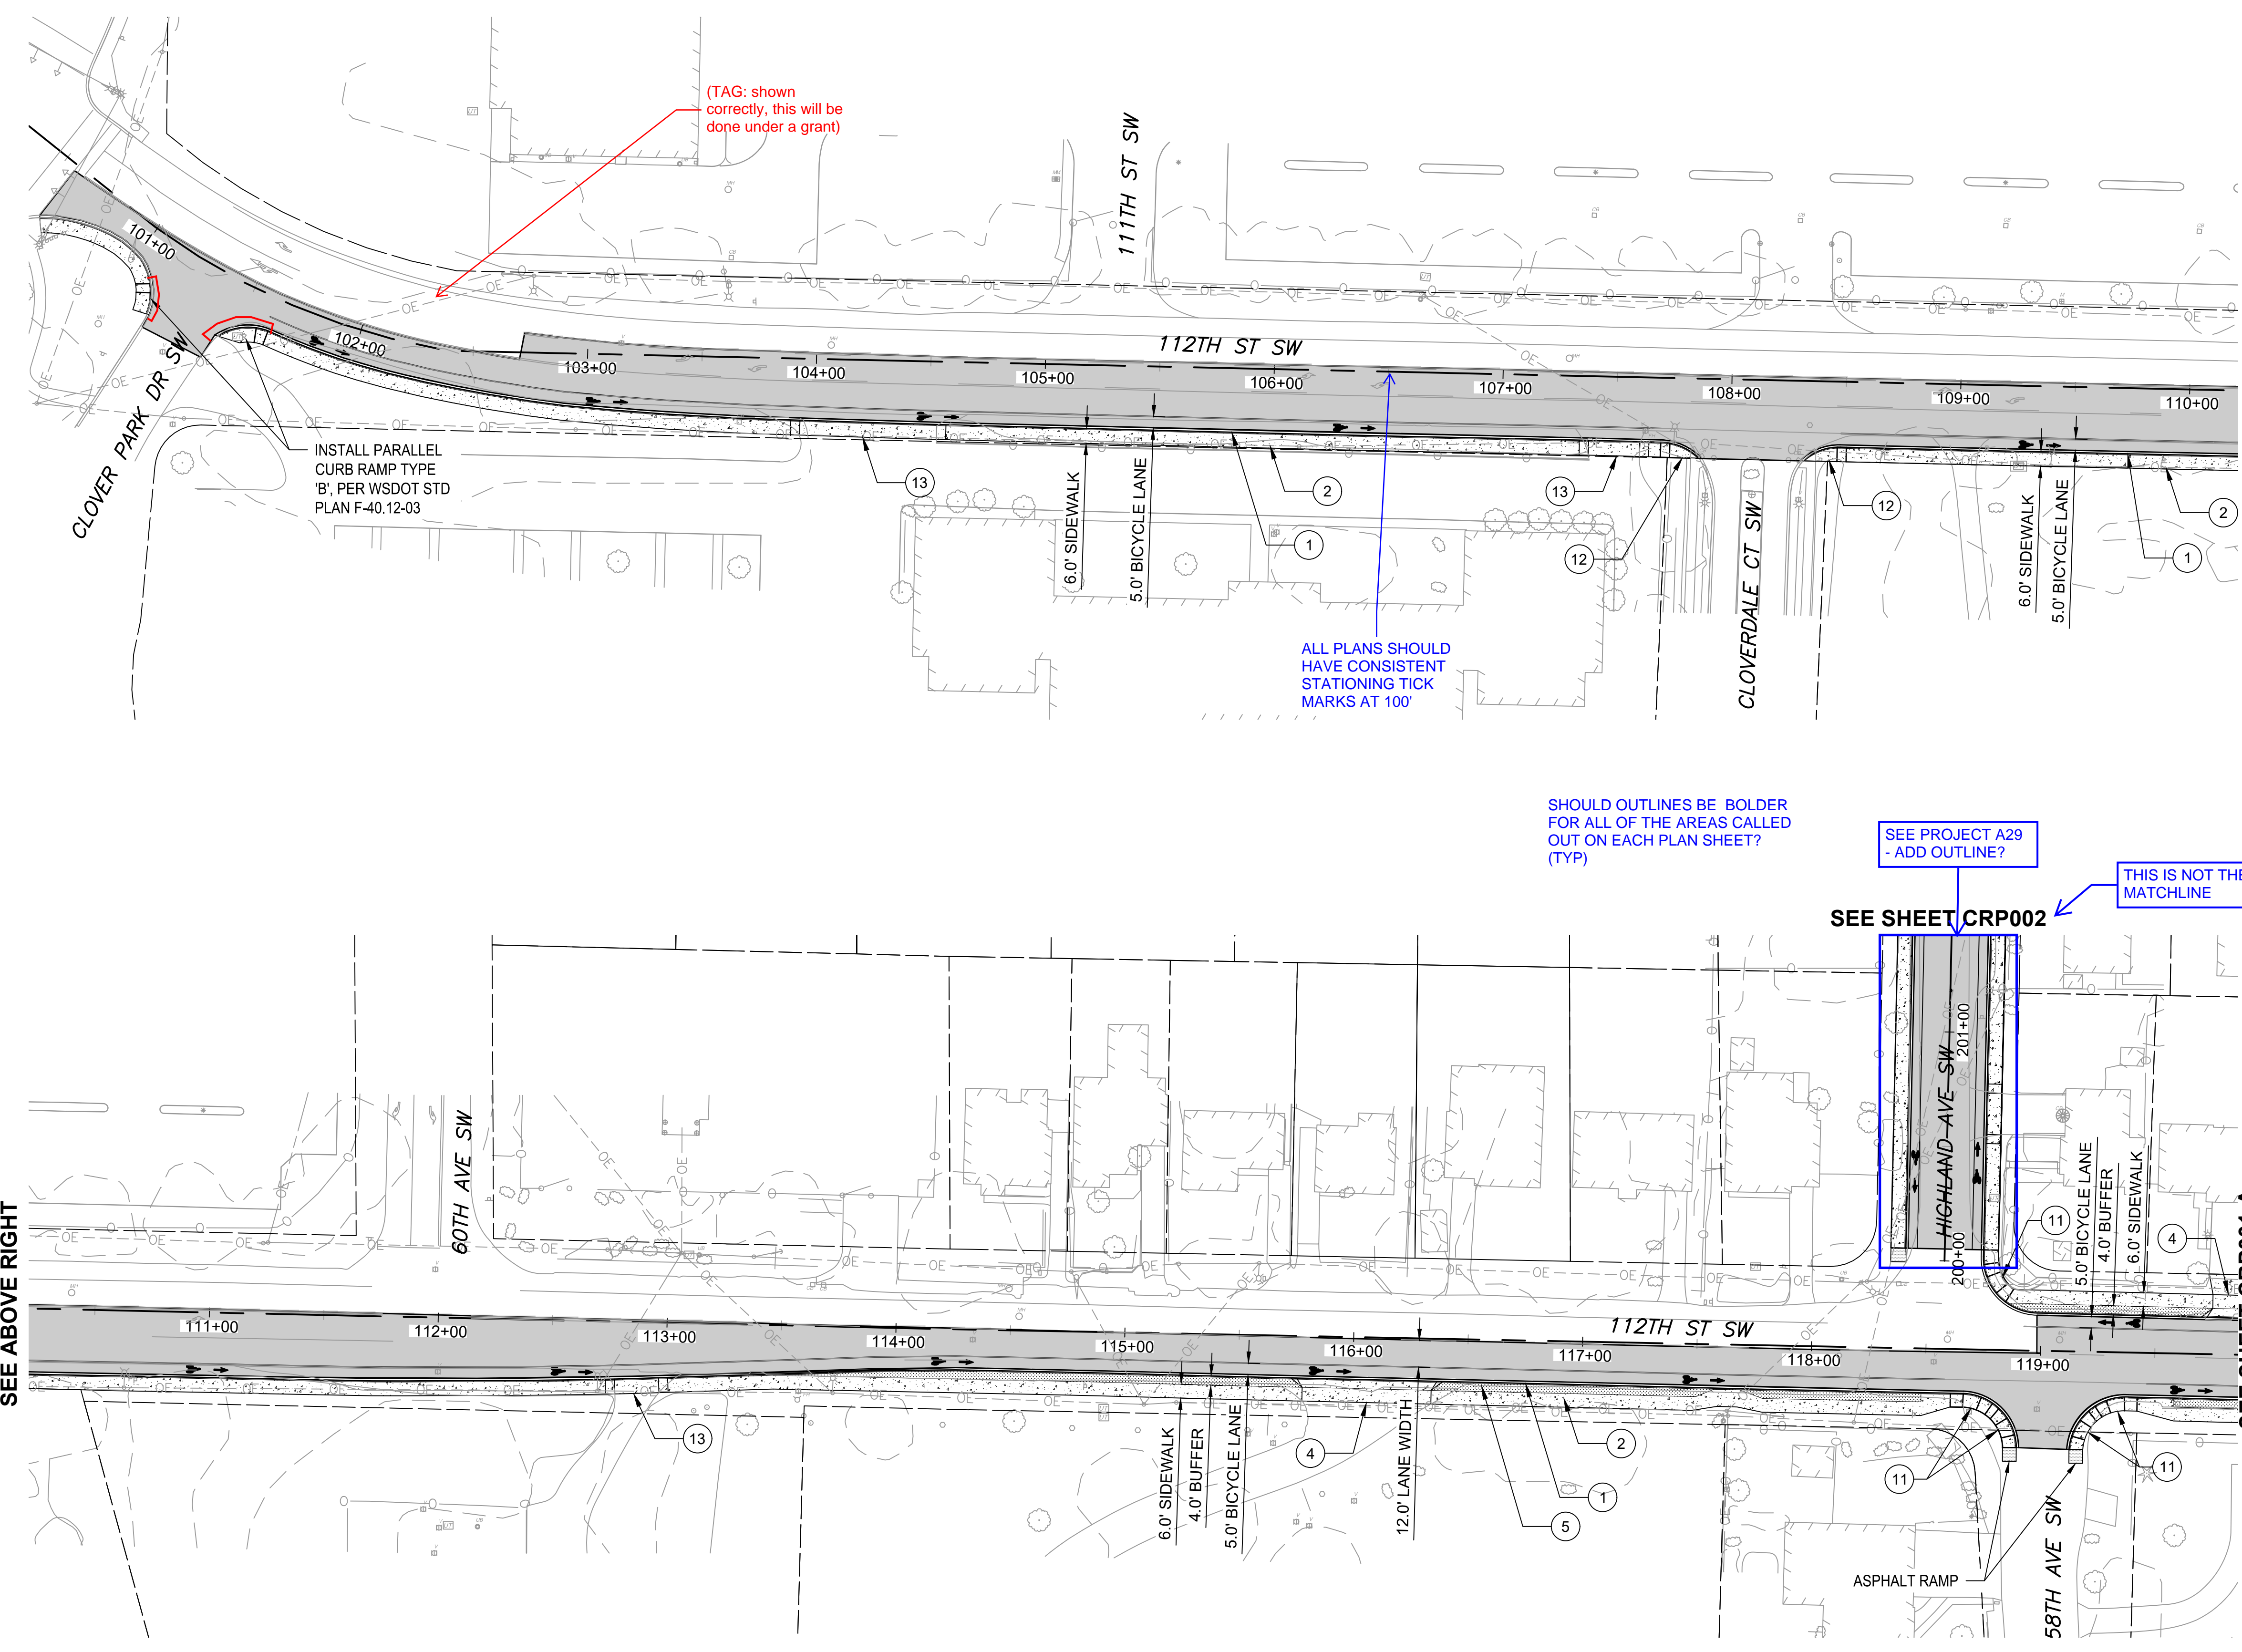 (TAG: shown
correctly, this will be
done under a grant)
111TH ST SW
101+00
102+00
103+00
104+00
105+00
106+00
107+00
108+00
109+00
110+00
112TH ST SW
CLOVER PARK DR SW
INSTALL PARALLEL
CURB RAMP TYPE
'B', PER WSDOT STD
PLAN F-40.12-03
13
6.0' SIDEWALK
5.0' BICYCLE LANE
2
1
13
12
CLOVERDALE CT SW
12
6.0' SIDEWALK
5.0' BICYCLE LANE
2
1
ALL PLANS SHOULD
HAVE CONSISTENT
STATIONING TICK
MARKS AT 100'
SHOULD OUTLINES BE BOLDER
FOR ALL OF THE AREAS CALLED
OUT ON EACH PLAN SHEET?
(TYP)
SEE PROJECT A29
- ADD OUTLINE?
THIS IS NOT THE
MATCHLINE
SEE SHEET CRP002
201+00
HIGHLAND AVE SW
200+00
60TH AVE SW
SEE ABOVE RIGHT
5.0' BICYCLE LANE
4.0' BUFFER
6.0' SIDEWALK
11
4
111+00
112+00
113+00
114+00
115+00
116+00
117+00
118+00
119+00
112TH ST SW
13
6.0' SIDEWALK
4.0' BUFFER
5.0' BICYCLE LANE
4
12.0' LANE WIDTH
2
1
5
11
11
ASPHALT RAMP
58TH AVE SW
OE
OE
OE
OE